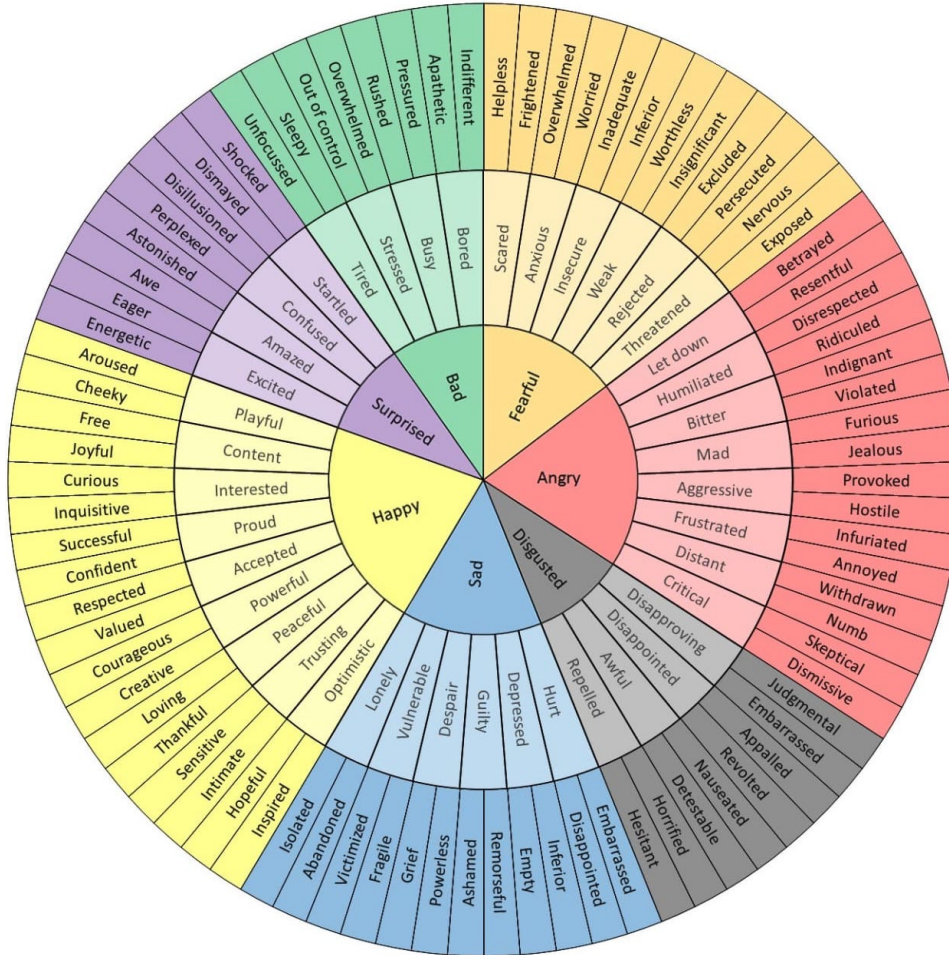 Fearful
Angry
Disgusted
Sad
Happy
Surprised
Bad
Scared
Anxious
Insecure
Weak
Rejected
Threatened
Let down
Humiliated
Bitter
Mad
Aggressive
Frustrated
Distant
Critical
Disapproving
Disappointed
Awful
Repelled
Hurt
Depressed
Guilty
Despair
Vulnerable
Lonely
Optimistic
Trusting
Peaceful
Powerful
Accepted
Proud
Interested
Content
Playful
Excited
Amazed
Confused
Startled
Tired
Stressed
Busy
Bored
Helpless
Frightened
Overwhelmed
Worried
Inadequate
Inferior
Worthless
Insignificant
Excluded
Persecuted
Nervous
Exposed
Betrayed
Resentful
Disrespected
Ridiculed
Indignant
Violated
Furious
Jealous
Provoked
Hostile
Infuriated
Annoyed
Withdrawn
Numb
Skeptical
Dismissive
Judgmental
Embarrassed
Appalled
Revolted
Nauseated
Detestable
Horrified
Hesitant
Embarrassed
Disappointed
Inferior
Empty
Remorseful
Ashamed
Powerless
Grief
Fragile
Victimized
Abandoned
Isolated
Inspired
Hopeful
Intimate
Sensitive
Thankful
Loving
Creative
Courageous
Valued
Respected
Confident
Successful
Inquisitive
Curious
Joyful
Free
Cheeky
Aroused
Energetic
Eager
Awe
Astonished
Perplexed
Disillusioned
Dismayed
Shocked
Unfocussed
Sleepy
Out of control
Overwhelmed
Rushed
Pressured
Apathetic
Indifferent